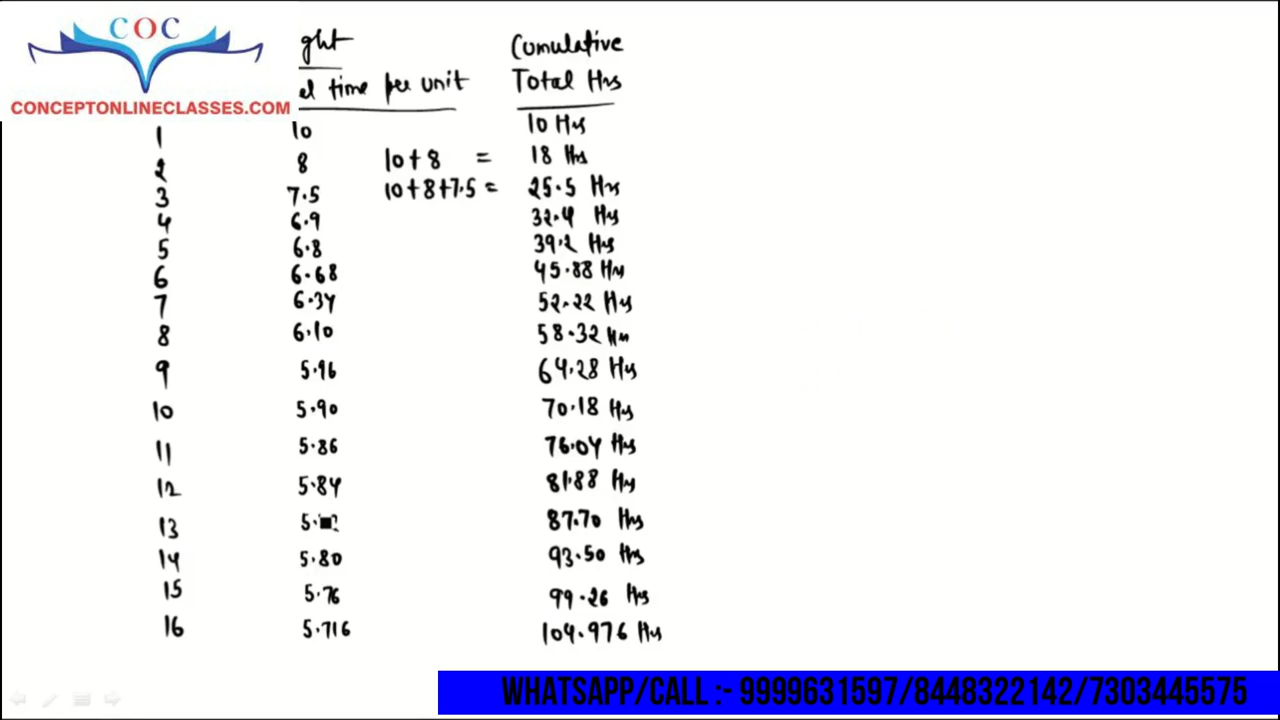 COC
CONCEPTONLINECLASSES.COM
ght Cumulative
el time per unit Total Hrs
1 10 10 Hrs
2 8 10+8 = 18 Hrs
3 7.5 10+8+7.5 = 25.5 Hrs
4 6.9 32.4 Hrs
5 6.8 39.2 Hrs
6 6.68 45.88 Hrs
7 6.34 52.22 Hrs
8 6.10 58.32 Hrs
9 5.96 64.28 Hrs
10 5.90 70.18 Hrs
11 5.86 76.04 Hrs
12 5.84 81.88 Hrs
13 87.70 Hrs
14 5.80 93.50 Hrs
15 5.76 99.26 Hrs
16 5.716 104.976 Hrs
WHATSAPP/CALL :- 9999631597/8448322142/7303445575